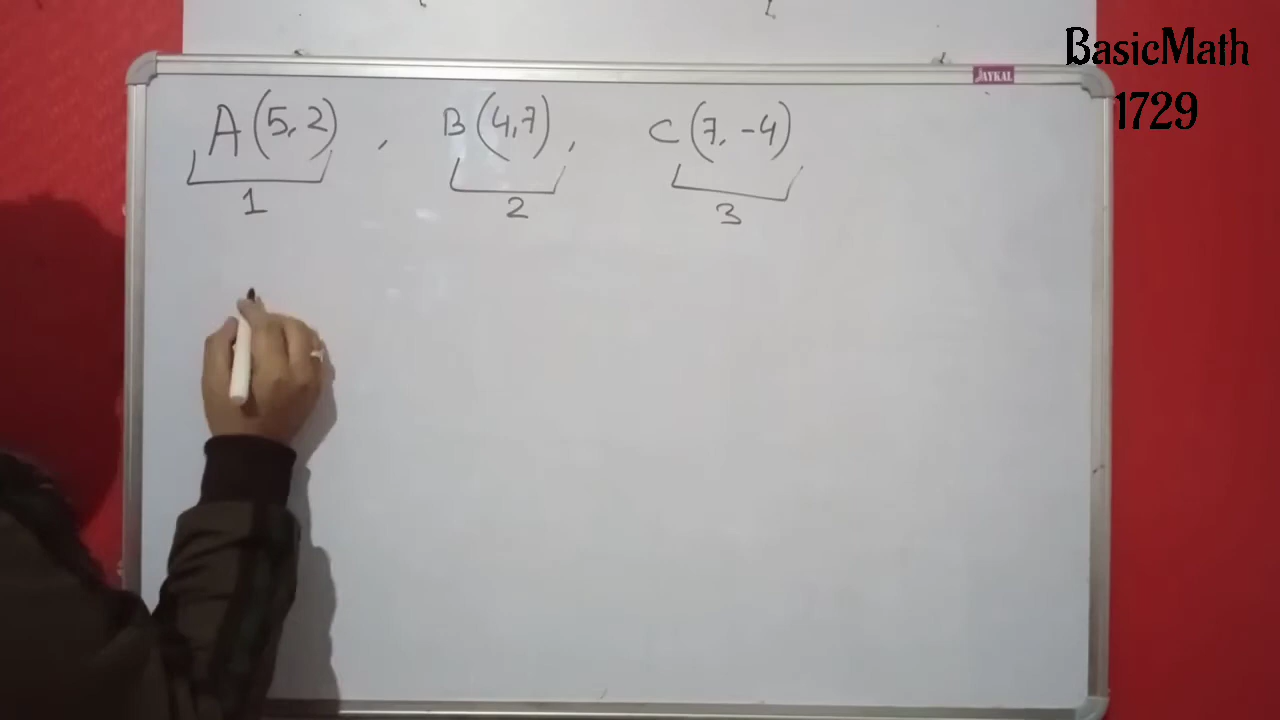 BasicMath
1729
JAYKAL
A(5,2) , B(4,7), C(7,-4)
1 2 3